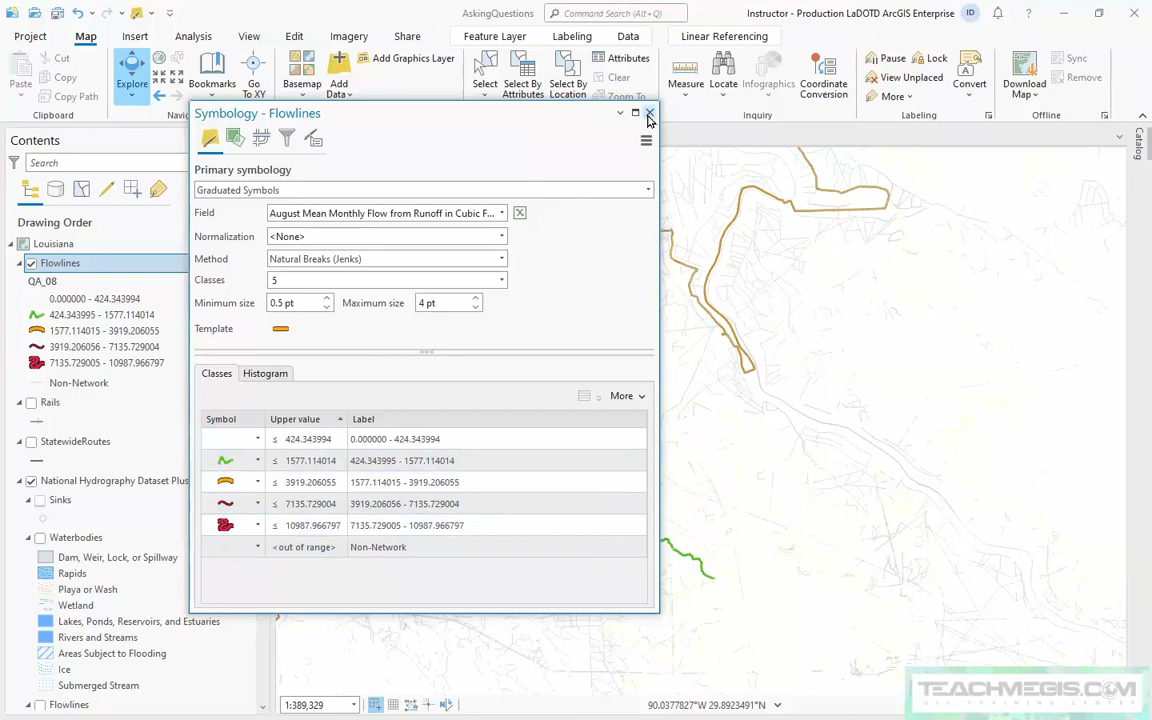 AskingQuestions
Command Search (Alt+Q)
Instructor - Production LaDOTD ArcGIS Enterprise
ID
?
Project
Map
Insert
Analysis
View
Edit
Imagery
Share
Feature Layer
Labeling
Data
Linear Referencing
Paste
Cut
Copy
Copy Path
Clipboard
Explore
Bookmarks
Go To XY
Basemap
Add Data
Add Graphics Layer
Select
Select By Attributes
Select By Location
Attributes
Clear
Zoom To
Measure
Locate
Infographics
Coordinate Conversion
Inquiry
Pause
Lock
View Unplaced
More
Convert
Labeling
Download Map
Sync
Remove
Offline
Contents
Search
Drawing Order
Louisiana
Flowlines
QA_08
0.000000 - 424.343994
424.343995 - 1577.114014
1577.114015 - 3919.206055
3919.206056 - 7135.729004
7135.729005 - 10987.966797
Non-Network
Rails
StatewideRoutes
National Hydrography Dataset Plus
Sinks
Waterbodies
Dam, Weir, Lock, or Spillway
Rapids
Playa or Wash
Wetland
Lakes, Ponds, Reservoirs, and Estuaries
Rivers and Streams
Areas Subject to Flooding
Ice
Submerged Stream
Flowlines
Symbology - Flowlines
Primary symbology
Graduated Symbols
Field
August Mean Monthly Flow from Runoff in Cubic F...
Normalization
<None>
Method
Natural Breaks (Jenks)
Classes
5
Minimum size
0.5 pt
Maximum size
4 pt
Template
Classes
Histogram
More
Symbol
Upper value
Label
≤ 424.343994
0.000000 - 424.343994
≤ 1577.114014
424.343995 - 1577.114014
≤ 3919.206055
1577.114015 - 3919.206055
≤ 7135.729004
3919.206056 - 7135.729004
≤ 10987.966797
7135.729005 - 10987.966797
<out of range>
Non-Network
Catalog
1:389,329
90.0377827°W 29.8923491°N
TEACHMEGIS.COM